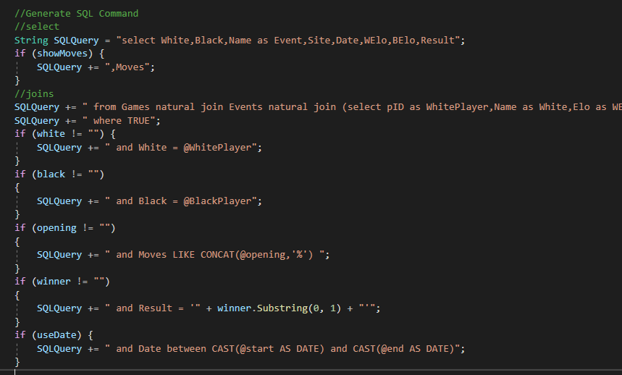 //Generate SQL Command
//select
String SQLQuery = "select White,Black,Name as Event,Site,Date,WElo,BElo,Result";
if (showMoves) {
SQLQuery += ",Moves";
}
//joins
SQLQuery += " from Games natural join Events natural join (select pID as WhitePlayer,Name as White,Elo as WE
SQLQuery += " where TRUE";
if (white != "") {
SQLQuery += " and White = @WhitePlayer";
}
if (black != "")
{
SQLQuery += " and Black = @BlackPlayer";
}
if (opening != "")
{
SQLQuery += " and Moves LIKE CONCAT(@opening,'%') ";
}
if (winner != "")
{
SQLQuery += " and Result = '" + winner.Substring(0, 1) + "'";
}
if (useDate) {
SQLQuery += " and Date between CAST(@start AS DATE) and CAST(@end AS DATE)";
}